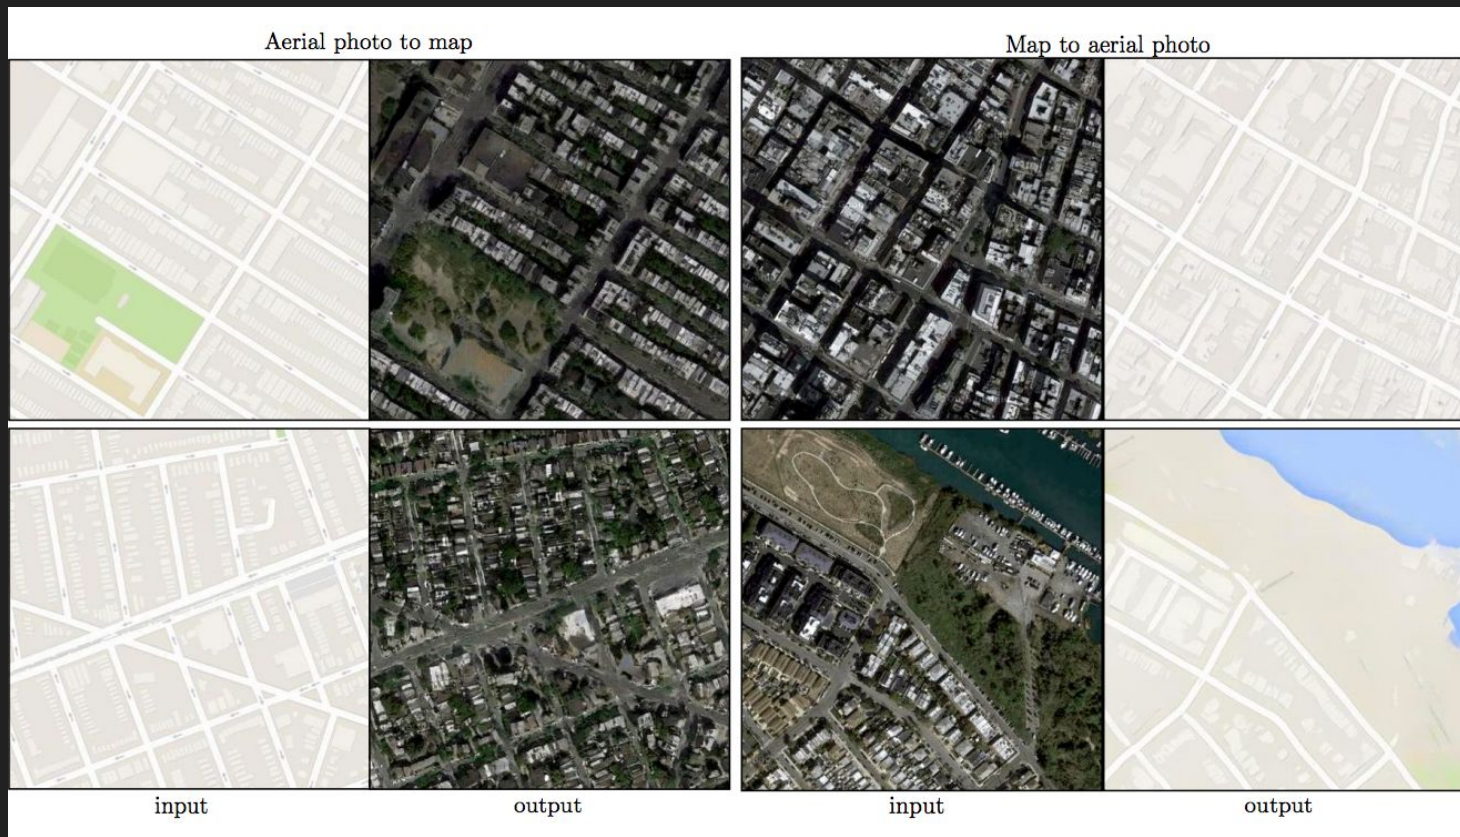 Aerial photo to map
Map to aerial photo
input
output
input
output